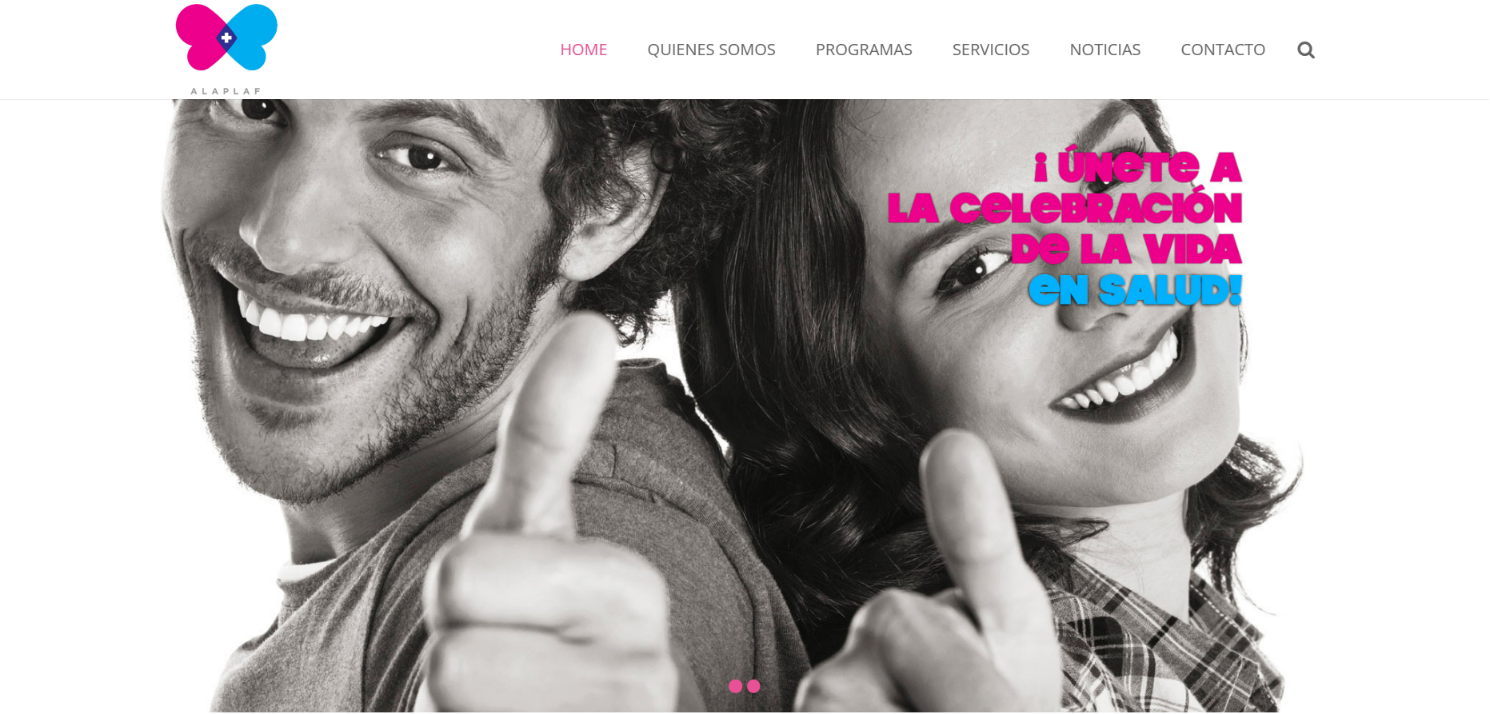 HOME QUIENES SOMOS PROGRAMAS SERVICIOS NOTICIAS CONTACTO
ALAPLAF
¡ ÚNeTe A
LA CeLeBRACIÓN
De LA VIDA
eN SALUD!